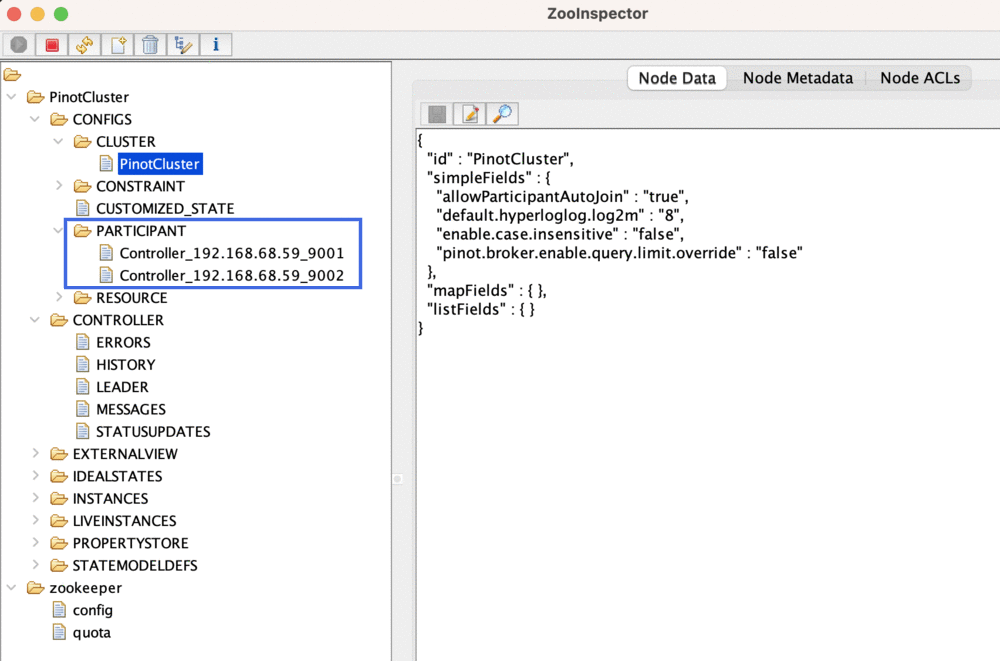 ZooInspector
PinotCluster
CONFIGS
CLUSTER
PinotCluster
CONSTRAINT
CUSTOMIZED_STATE
PARTICIPANT
Controller_192.168.68.59_9001
Controller_192.168.68.59_9002
RESOURCE
CONTROLLER
ERRORS
HISTORY
LEADER
MESSAGES
STATUSUPDATES
EXTERNALVIEW
IDEALSTATES
INSTANCES
LIVEINSTANCES
PROPERTYSTORE
STATEMODELDEFS
zookeeper
config
quota
Node Data Node Metadata Node ACLs
{
"id" : "PinotCluster",
"simpleFields" : {
"allowParticipantAutoJoin" : "true",
"default.hyperloglog.log2m" : "8",
"enable.case.insensitive" : "false",
"pinot.broker.enable.query.limit.override" : "false"
},
"mapFields" : { },
"listFields" : { }
}